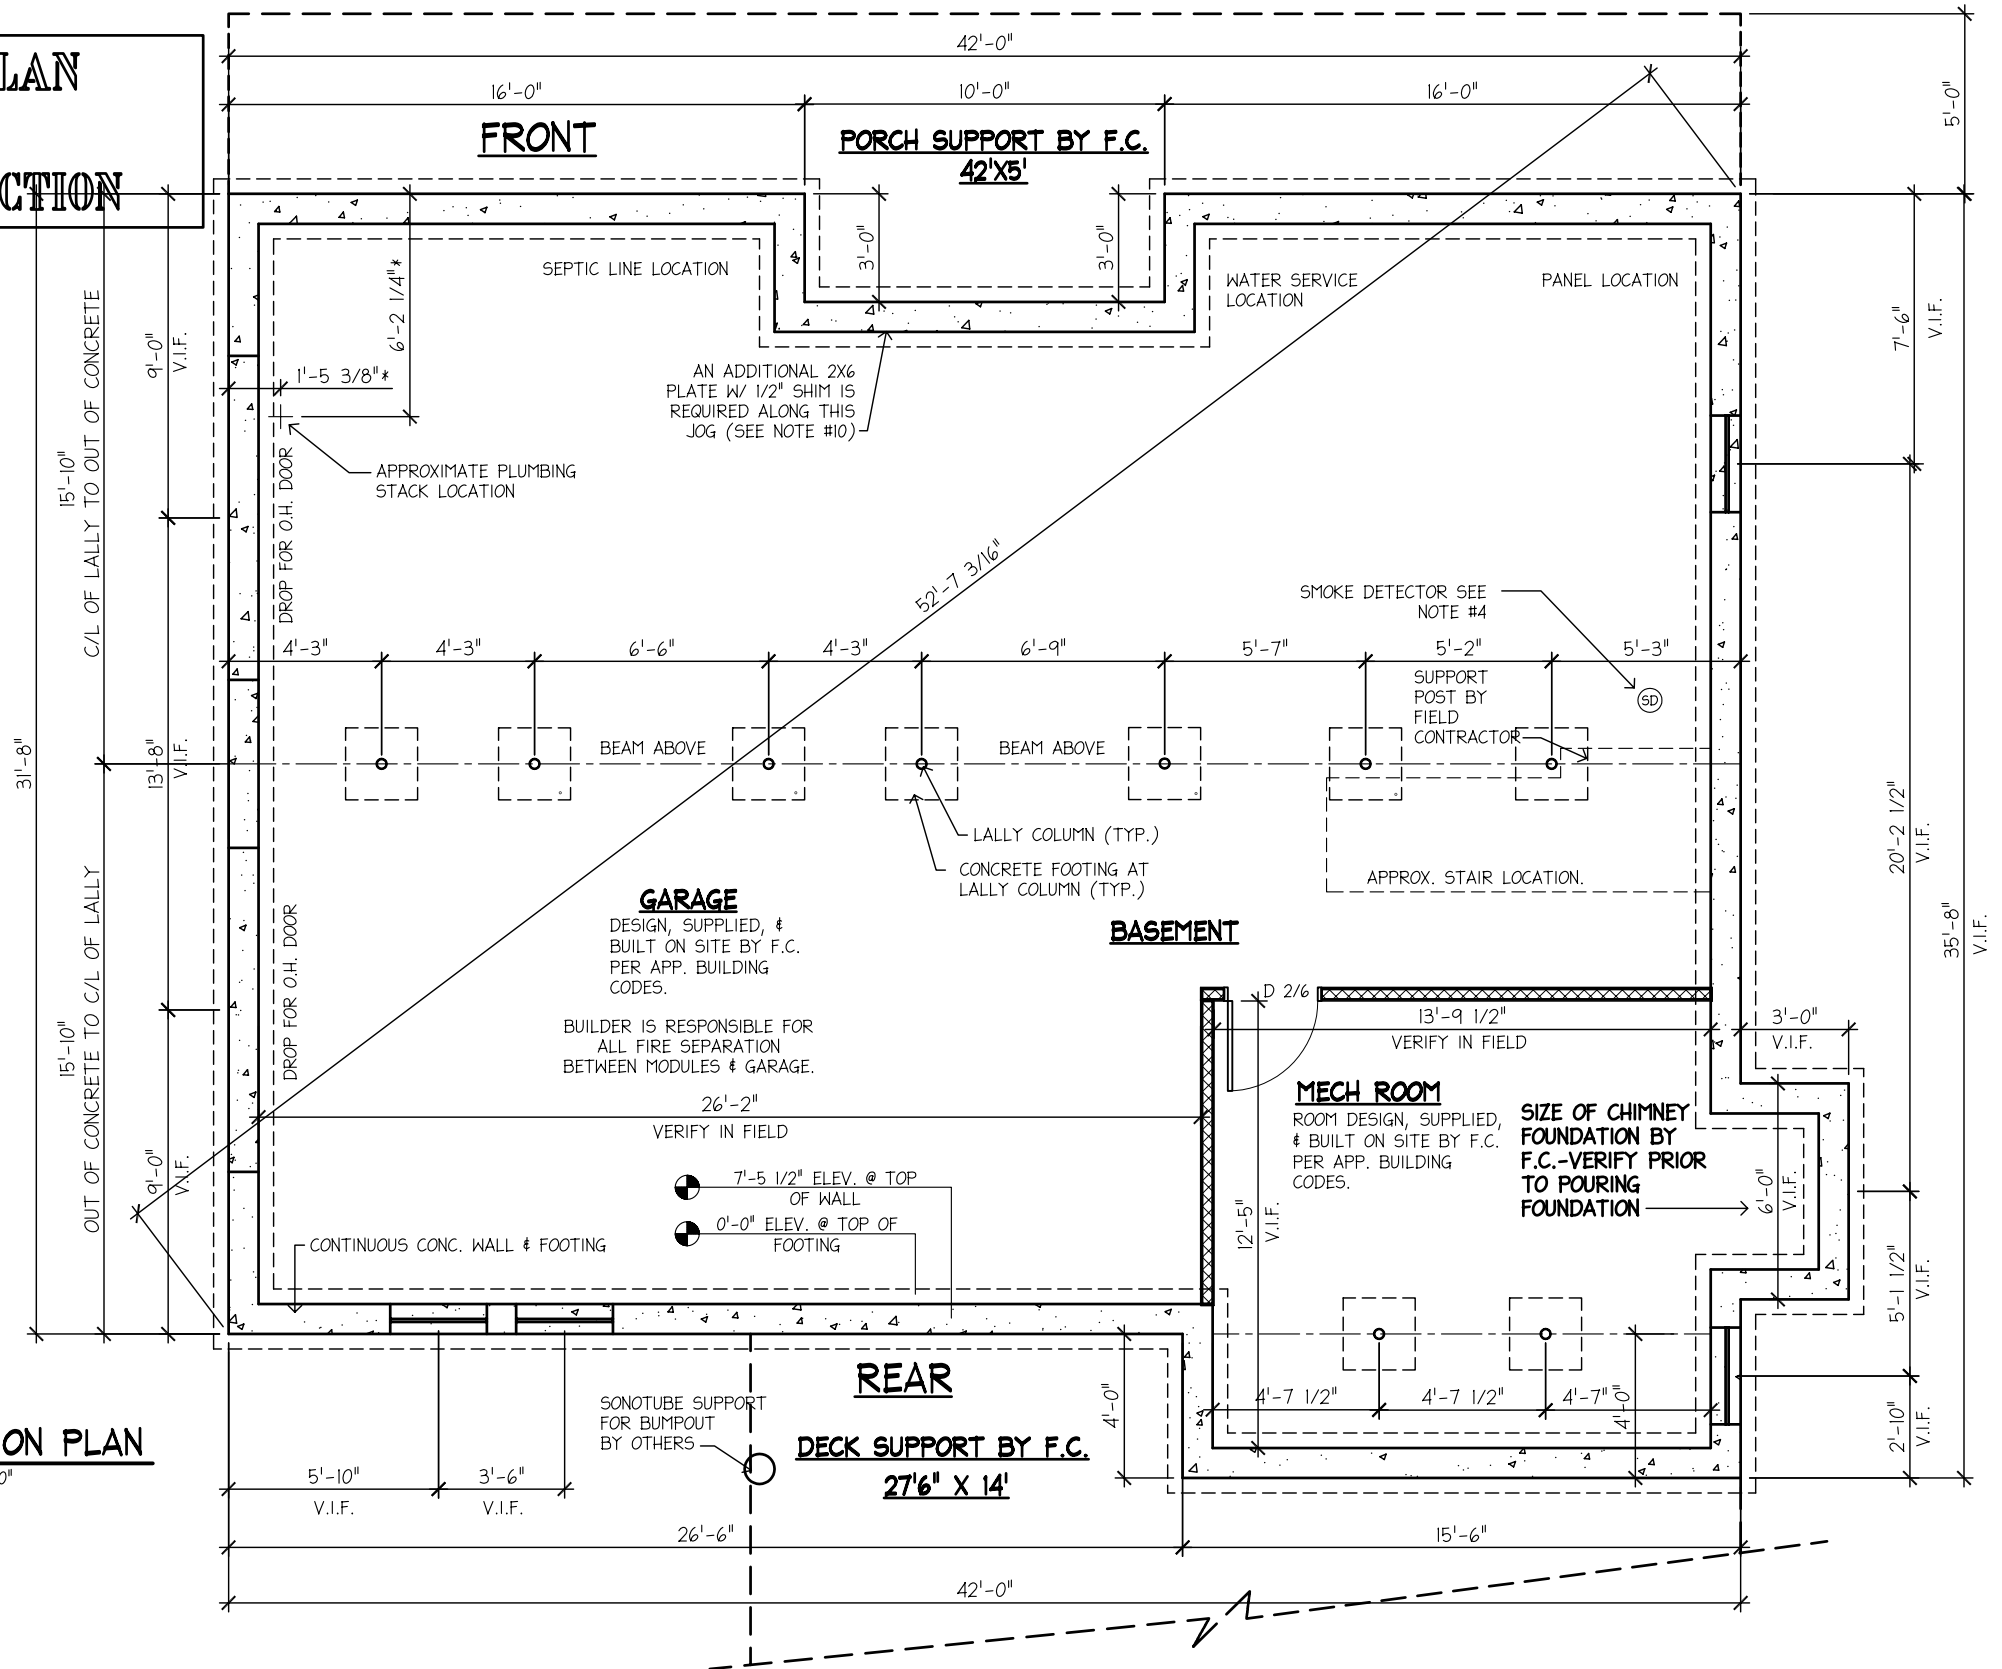 42'-0"
16'-0"
10'-0"
16'-0"
5'-0"
LAN
CTION
FRONT
PORCH SUPPORT BY F.C.
42'X5'
3'-0"
3'-0"
6'-2 1/4"*
SEPTIC LINE LOCATION
WATER SERVICE
LOCATION
PANEL LOCATION
9'-0"
V.I.F.
7'-6"
V.I.F.
1'-5 3/8"*
AN ADDITIONAL 2X6
PLATE W/ 1/2" SHIM IS
REQUIRED ALONG THIS
JOG (SEE NOTE #10)
APPROXIMATE PLUMBING
STACK LOCATION
DROP FOR O.H. DOOR
15'-10"
C/L OF LALLY TO OUT OF CONCRETE
52'-7 3/16"
SMOKE DETECTOR SEE
NOTE #4
4'-3"
4'-3"
6'-6"
4'-3"
6'-9"
5'-7"
5'-2"
5'-3"
SUPPORT
POST BY
FIELD
CONTRACTOR
SD
31'-8"
13'-8"
V.I.F.
BEAM ABOVE
BEAM ABOVE
LALLY COLUMN (TYP.)
CONCRETE FOOTING AT
LALLY COLUMN (TYP.)
APPROX. STAIR LOCATION.
20'-2 1/2"
V.I.F.
35'-8"
V.I.F.
GARAGE
DESIGN, SUPPLIED, &
BUILT ON SITE BY F.C.
PER APP. BUILDING
CODES.
BASEMENT
BUILDER IS RESPONSIBLE FOR
ALL FIRE SEPARATION
BETWEEN MODULES & GARAGE.
DROP FOR O.H. DOOR
15'-10"
OUT OF CONCRETE TO C/L OF LALLY
D 2/6
13'-9 1/2"
VERIFY IN FIELD
3'-0"
V.I.F.
26'-2"
VERIFY IN FIELD
MECH ROOM
ROOM DESIGN, SUPPLIED,
& BUILT ON SITE BY F.C.
PER APP. BUILDING
CODES.
SIZE OF CHIMNEY
FOUNDATION BY
F.C.-VERIFY PRIOR
TO POURING
FOUNDATION
6'-0"
V.I.F.
9'-0"
V.I.F.
7'-5 1/2" ELEV. @ TOP
OF WALL
0'-0" ELEV. @ TOP OF
FOOTING
CONTINUOUS CONC. WALL & FOOTING
12'-5"
V.I.F.
5'-1 1/2"
V.I.F.
REAR
4'-0"
4'-7 1/2"
4'-7 1/2"
4'-7"
4'-0"
2'-10"
V.I.F.
SONOTUBE SUPPORT
FOR BUMPOUT
BY OTHERS
DECK SUPPORT BY F.C.
27'6" X 14'
ON PLAN
0"
5'-10"
V.I.F.
3'-6"
V.I.F.
26'-6"
15'-6"
42'-0"